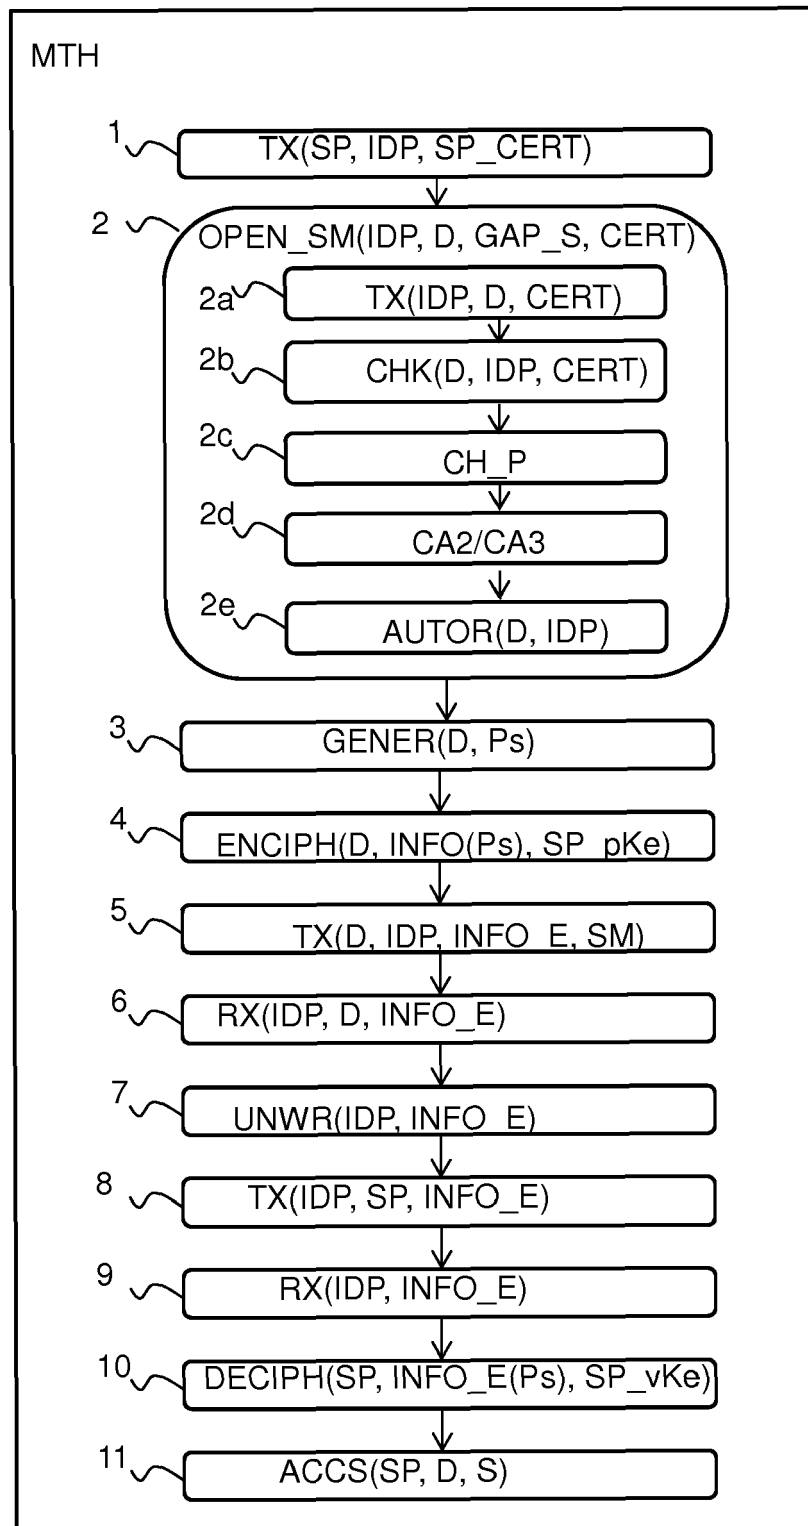 MTH
1
TX(SP, IDP, SP_CERT)
2
OPEN_SM(IDP, D, GAP_S, CERT)
2a
TX(IDP, D, CERT)
2b
CHK(D, IDP, CERT)
2c
CH_P
2d
CA2/CA3
2e
AUTOR(D, IDP)
3
GENER(D, Ps)
4
ENCIPH(D, INFO(Ps), SP_pKe)
5
TX(D, IDP, INFO_E, SM)
6
RX(IDP, D, INFO_E)
7
UNWR(IDP, INFO_E)
8
TX(IDP, SP, INFO_E)
9
RX(IDP, INFO_E)
10
DECIPH(SP, INFO_E(Ps), SP_vKe)
11
ACCS(SP, D, S)